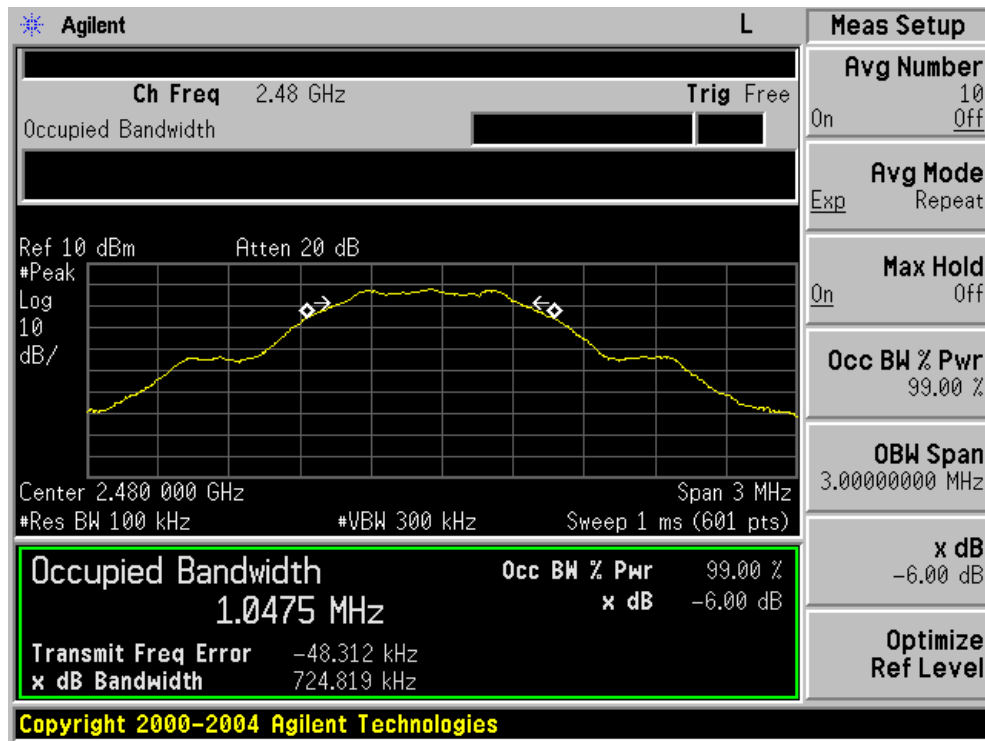 Agilent L
Ch Freq 2.48 GHz Trig Free
Occupied Bandwidth
Ref 10 dBm Atten 20 dB
#Peak
Log
10
dB/
Center 2.480 000 GHz Span 3 MHz
#Res BW 100 kHz #VBW 300 kHz Sweep 1 ms (601 pts)
Occupied Bandwidth
1.0475 MHz
Occ BW % Pwr 99.00 %
x dB -6.00 dB
Transmit Freq Error -48.312 kHz
x dB Bandwidth 724.819 kHz
Copyright 2000-2004 Agilent Technologies
Meas Setup
Avg Number
10
On Off
Avg Mode
Exp Repeat
Max Hold
On Off
Occ BW % Pwr
99.00 %
OBW Span
3.00000000 MHz
x dB
-6.00 dB
Optimize
Ref Level